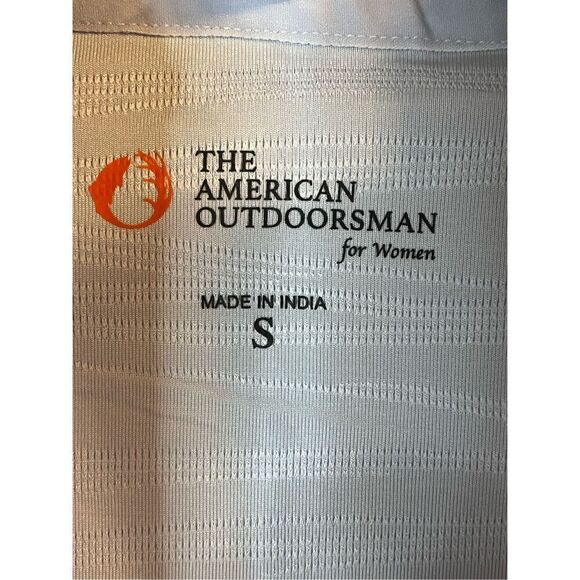 THE
AMERICAN
OUTDOORSMAN
for Women
MADE IN INDIA
S